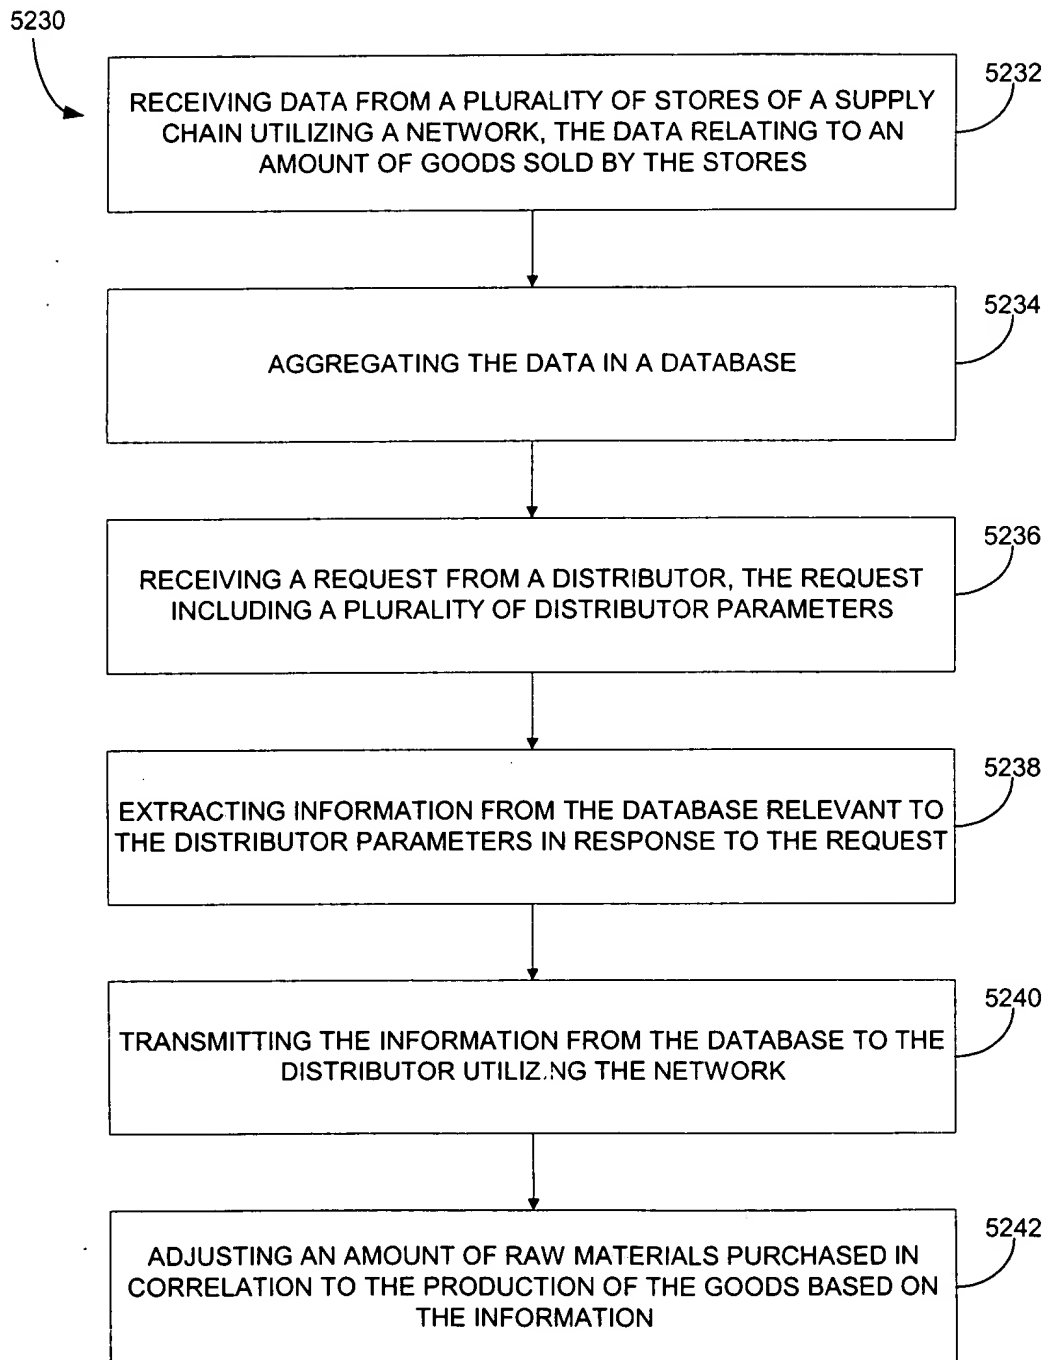 5230
5232
RECEIVING DATA FROM A PLURALITY OF STORES OF A SUPPLY
CHAIN UTILIZING A NETWORK, THE DATA RELATING TO AN
AMOUNT OF GOODS SOLD BY THE STORES
5234
AGGREGATING THE DATA IN A DATABASE
5236
RECEIVING A REQUEST FROM A DISTRIBUTOR, THE REQUEST
INCLUDING A PLURALITY OF DISTRIBUTOR PARAMETERS
5238
EXTRACTING INFORMATION FROM THE DATABASE RELEVANT TO
THE DISTRIBUTOR PARAMETERS IN RESPONSE TO THE REQUEST
5240
TRANSMITTING THE INFORMATION FROM THE DATABASE TO THE
DISTRIBUTOR UTILIZING THE NETWORK
5242
ADJUSTING AN AMOUNT OF RAW MATERIALS PURCHASED IN
CORRELATION TO THE PRODUCTION OF THE GOODS BASED ON
THE INFORMATION